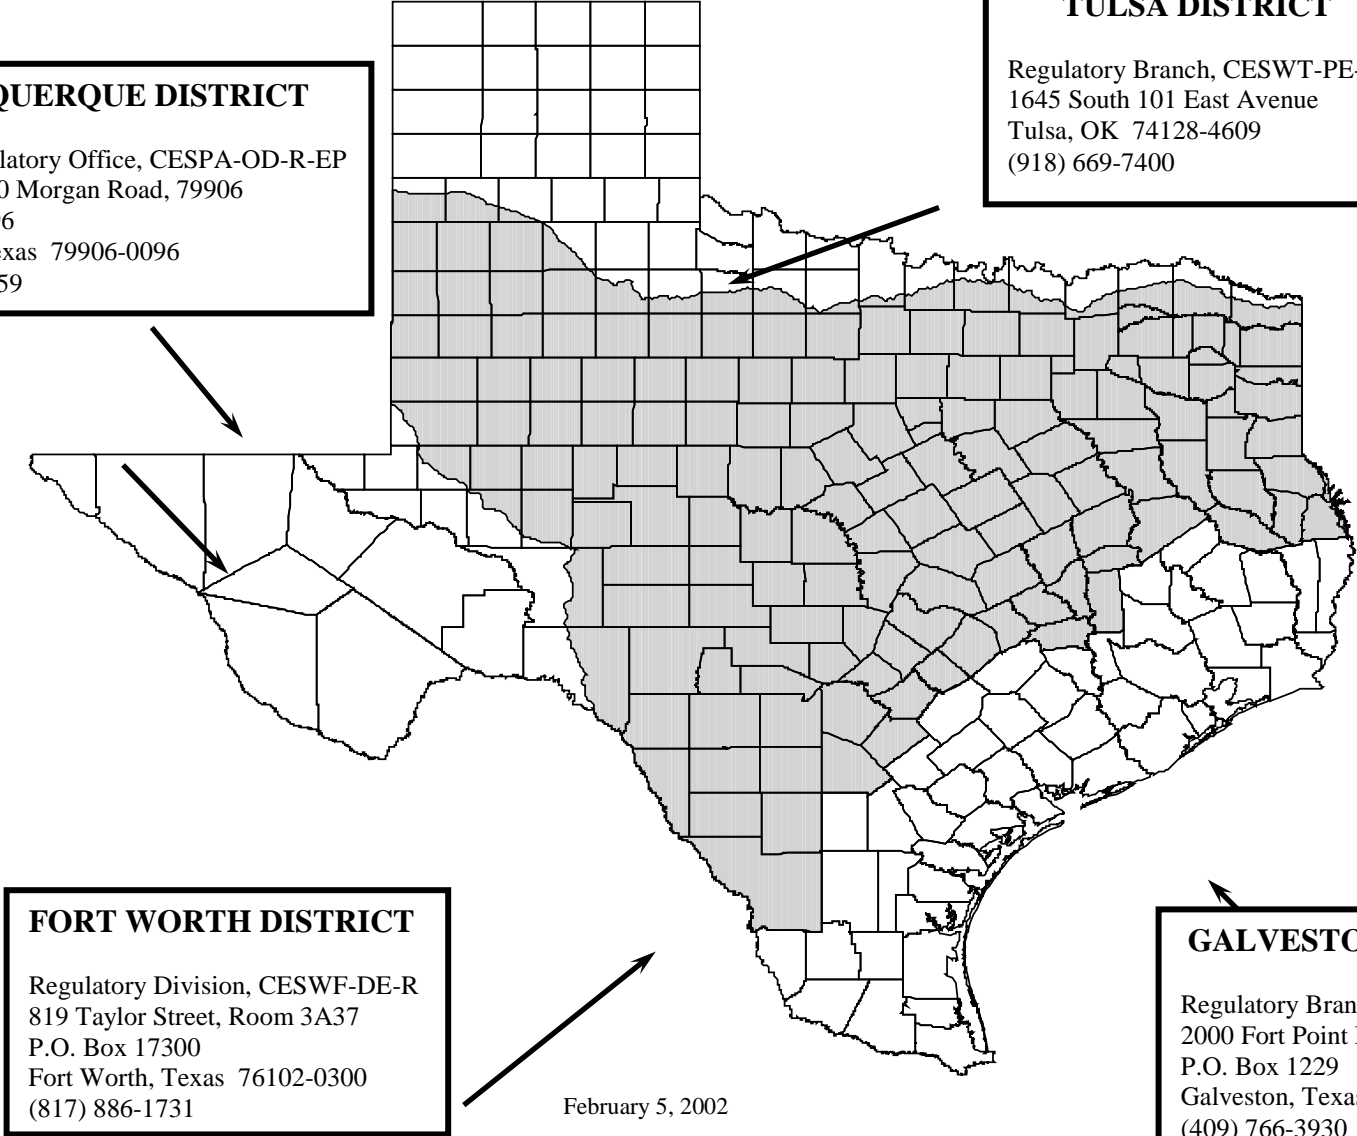 TULSA DISTRICT
Regulatory Branch, CESWT-PE-
1645 South 101 East Avenue
Tulsa, OK 74128-4609
(918) 669-7400
QUERQUE DISTRICT
latory Office, CESPA-OD-R-EP
0 Morgan Road, 79906
96
exas 79906-0096
59
FORT WORTH DISTRICT
Regulatory Division, CESWF-DE-R
819 Taylor Street, Room 3A37
P.O. Box 17300
Fort Worth, Texas 76102-0300
(817) 886-1731
February 5, 2002
GALVESTO
Regulatory Bran
2000 Fort Point
P.O. Box 1229
Galveston, Texas
(409) 766-3930